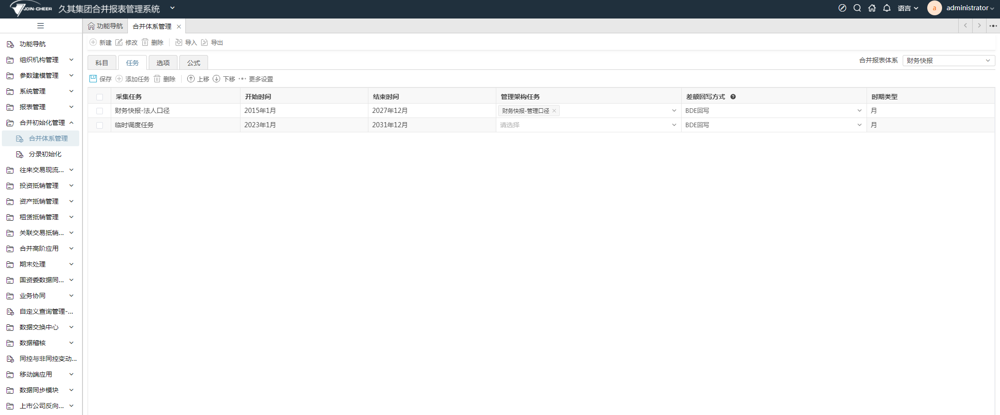 JOIN-CHEER 久其集团合并报表管理系统
语言
a administrator
功能导航
合并体系管理
新建 修改 删除 导入 导出
科目 任务 选项 公式
合并报表体系 财务快报
保存 添加任务 删除 上移 下移 更多设置
采集任务 开始时间 结束时间 管理架构任务 差额回写方式 时期类型
财务快报-法人口径 2015年1月 2027年12月 财务快报-管理口径 BDE回写 月
临时调度任务 2023年1月 2031年12月 请选择 BDE回写 月
功能导航
组织机构管理
参数建模管理
系统管理
报表管理
合并初始化管理
合并体系管理
分录初始化
往来交易现流...
投资抵销管理
资产抵销管理
租赁抵销管理
关联交易抵销...
合并高阶应用
期末处理
国资委数据同...
业务协同
自定义查询管理-...
数据交换中心
数据稽核
同控与非同控变动...
移动端应用
数据同步模块
上市公司反向...